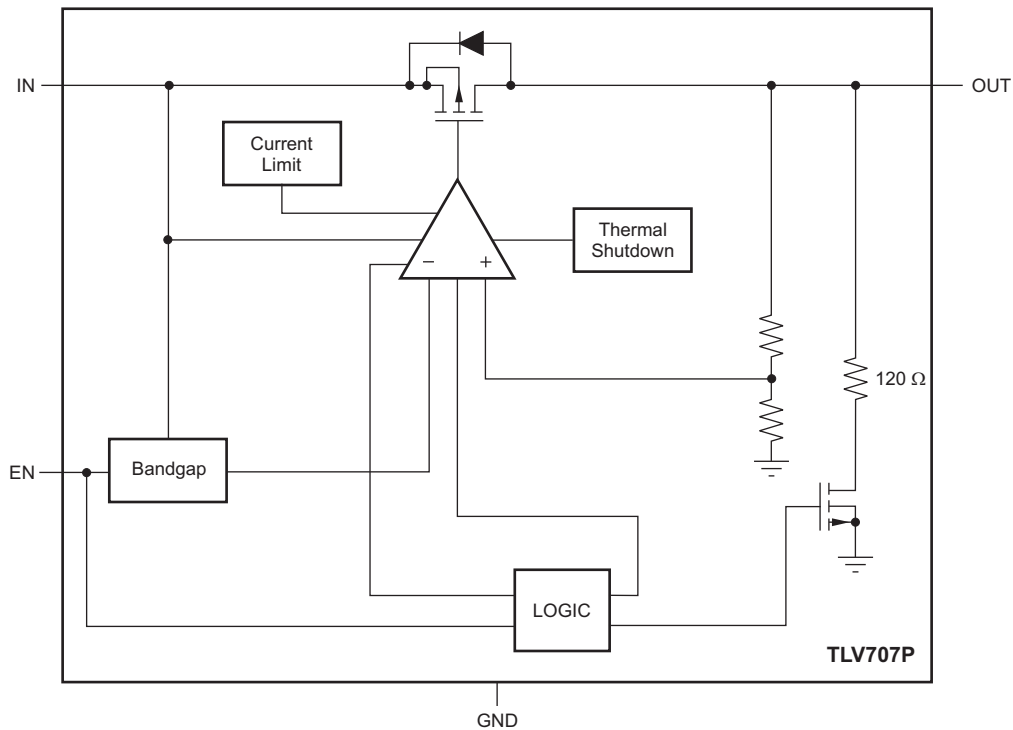 IN
OUT
Current
Limit
Thermal
Shutdown
−
+
120 Ω
EN
Bandgap
LOGIC
TLV707P
GND